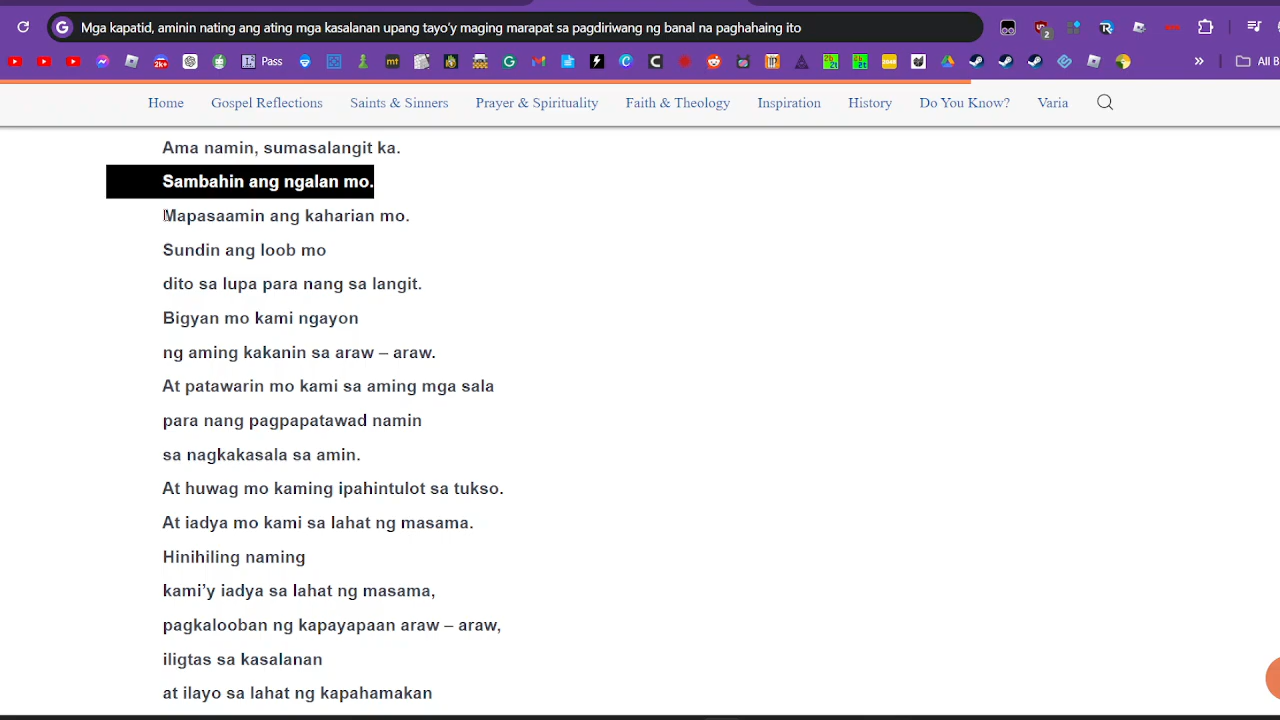 Mga kapatid, aminin nating ang ating mga kasalanan upang tayo'y maging marapat sa pagdiriwang ng banal na paghahaing ito
Pass
All B
Home Gospel Reflections Saints & Sinners Prayer & Spirituality Faith & Theology Inspiration History Do You Know? Varia
Ama namin, sumasalangit ka.
Sambahin ang ngalan mo.
Mapasaamin ang kaharian mo.
Sundin ang loob mo
dito sa lupa para nang sa langit.
Bigyan mo kami ngayon
ng aming kakanin sa araw – araw.
At patawarin mo kami sa aming mga sala
para nang pagpapatawad namin
sa nagkakasala sa amin.
At huwag mo kaming ipahintulot sa tukso.
At iadya mo kami sa lahat ng masama.
Hinihiling naming
kami’y iadya sa lahat ng masama,
pagkalooban ng kapayapaan araw – araw,
iligtas sa kasalanan
at ilayo sa lahat ng kapahamakan